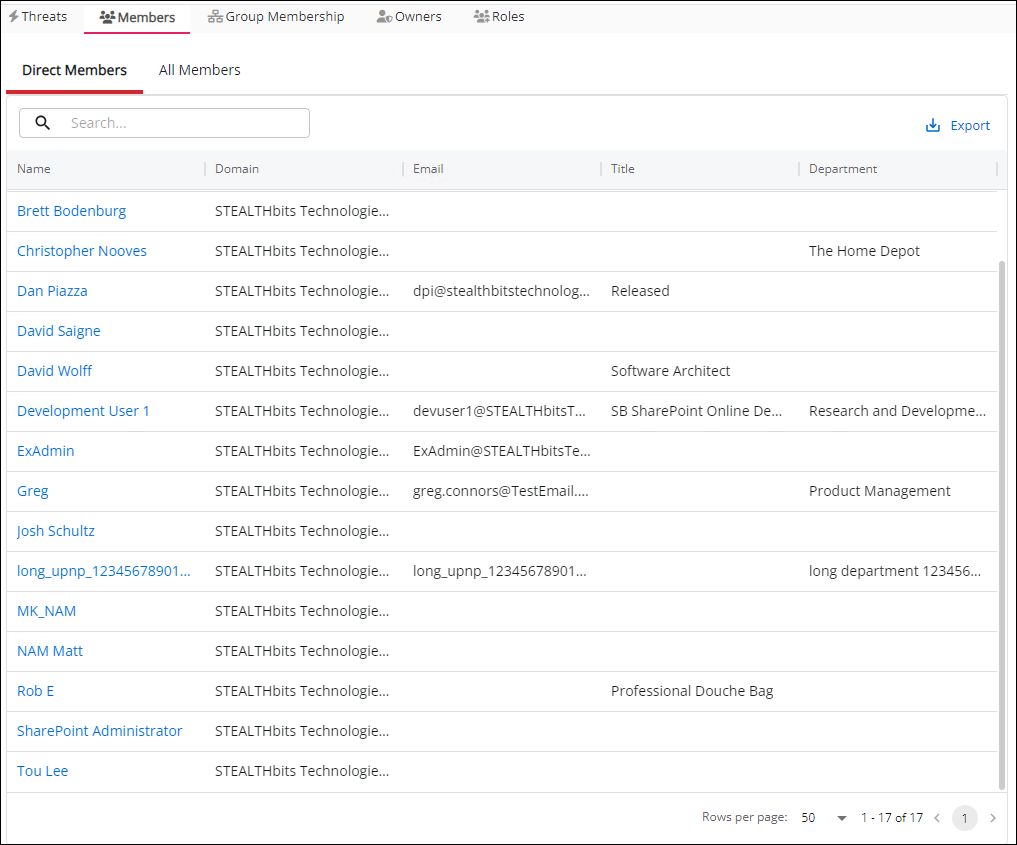 Threats Members Group Membership Owners Roles
Direct Members All Members
Search... Export
Name Domain Email Title Department
Brett Bodenburg STEALTHbits Technologie...
Christopher Nooves STEALTHbits Technologie... The Home Depot
Dan Piazza STEALTHbits Technologie... dpi@stealthbitstechnolog... Released
David Saigne STEALTHbits Technologie...
David Wolff STEALTHbits Technologie... Software Architect
Development User 1 STEALTHbits Technologie... devuser1@STEALTHbitsT... SB SharePoint Online De... Research and Developme...
ExAdmin STEALTHbits Technologie... ExAdmin@STEALTHbitsTe...
Greg STEALTHbits Technologie... greg.connors@TestEmail.... Product Management
Josh Schultz STEALTHbits Technologie...
long_upnp_12345678901... STEALTHbits Technologie... long_upnp_12345678901... long department 123456...
MK_NAM STEALTHbits Technologie...
NAM Matt STEALTHbits Technologie...
Rob E STEALTHbits Technologie... Professional Douche Bag
SharePoint Administrator STEALTHbits Technologie...
Tou Lee STEALTHbits Technologie...
Rows per page: 50 1 - 17 of 17 1